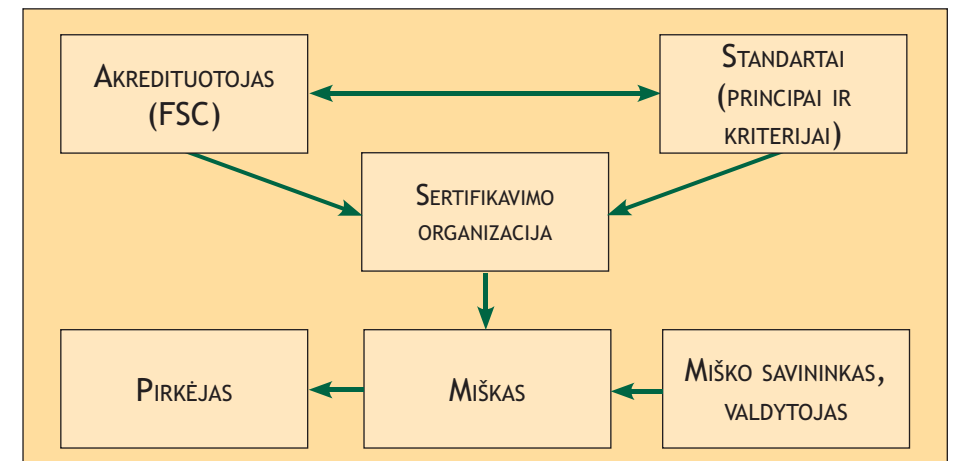 Akredituotojas
(FSC)
Standartai
(principai ir
kriterijai)
Sertifikavimo
organizacija
Pirkėjas
Miškas
Miško savininkas,
valdytojas